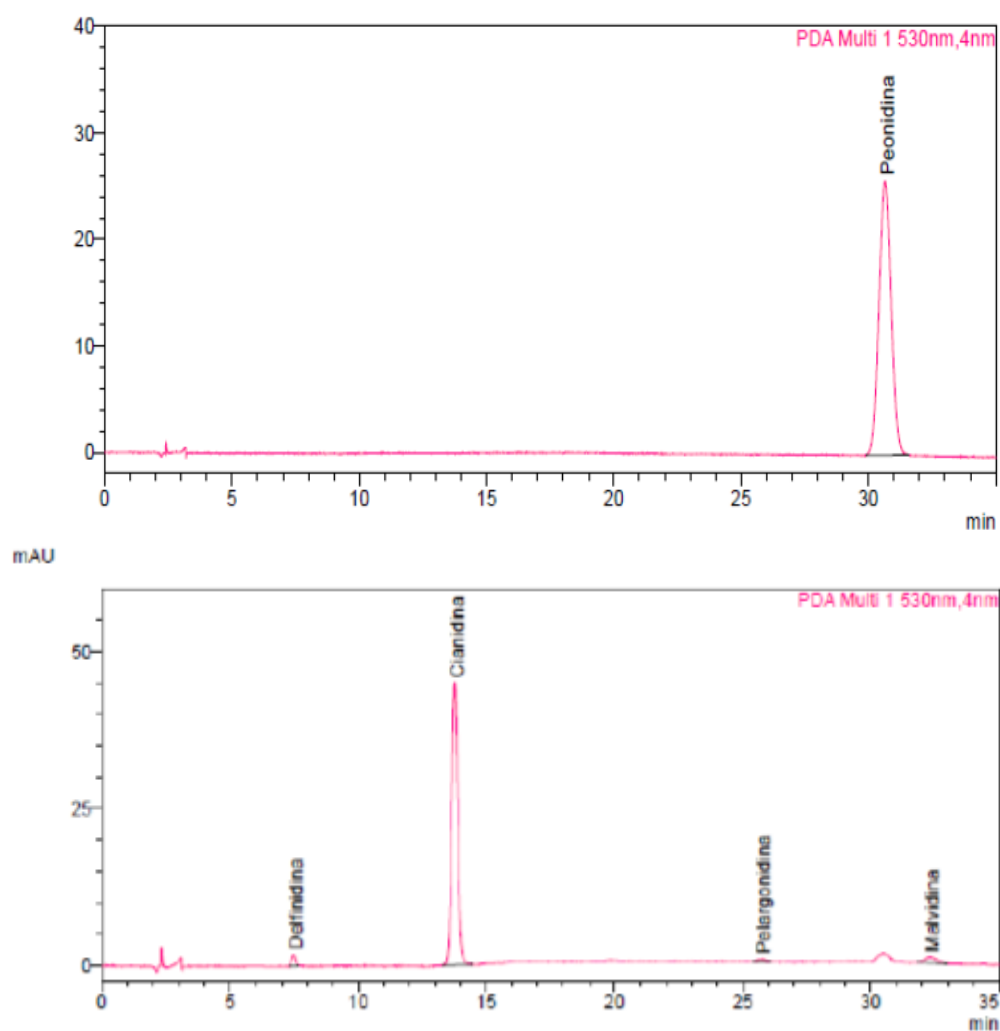 40
PDA Multi 1 530nm,4nm
Peonidina
30
20
10
0
0 5 10 15 20 25 30
min
mAU
PDA Multi 1 530nm,4nm
Cianidina
50
25
Delfinidina
Pelargonidina
Malvidina
0
0 5 10 15 20 25 30 35
min